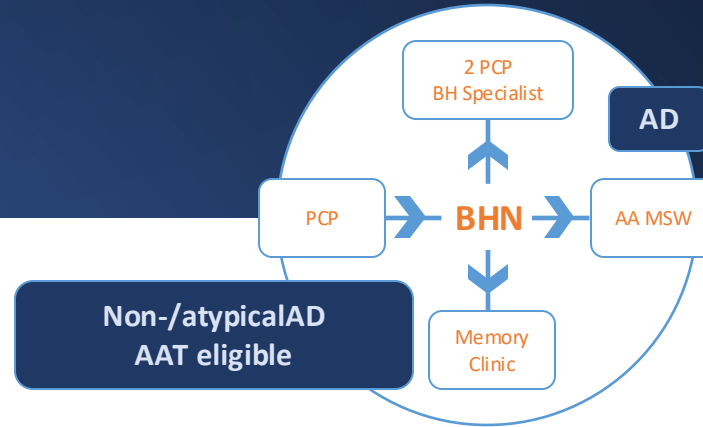 2 PCP
BH Specialist
AD
PCP
BHN
AA MSW
Non-/atypicalAD
AAT eligible
Memory
Clinic